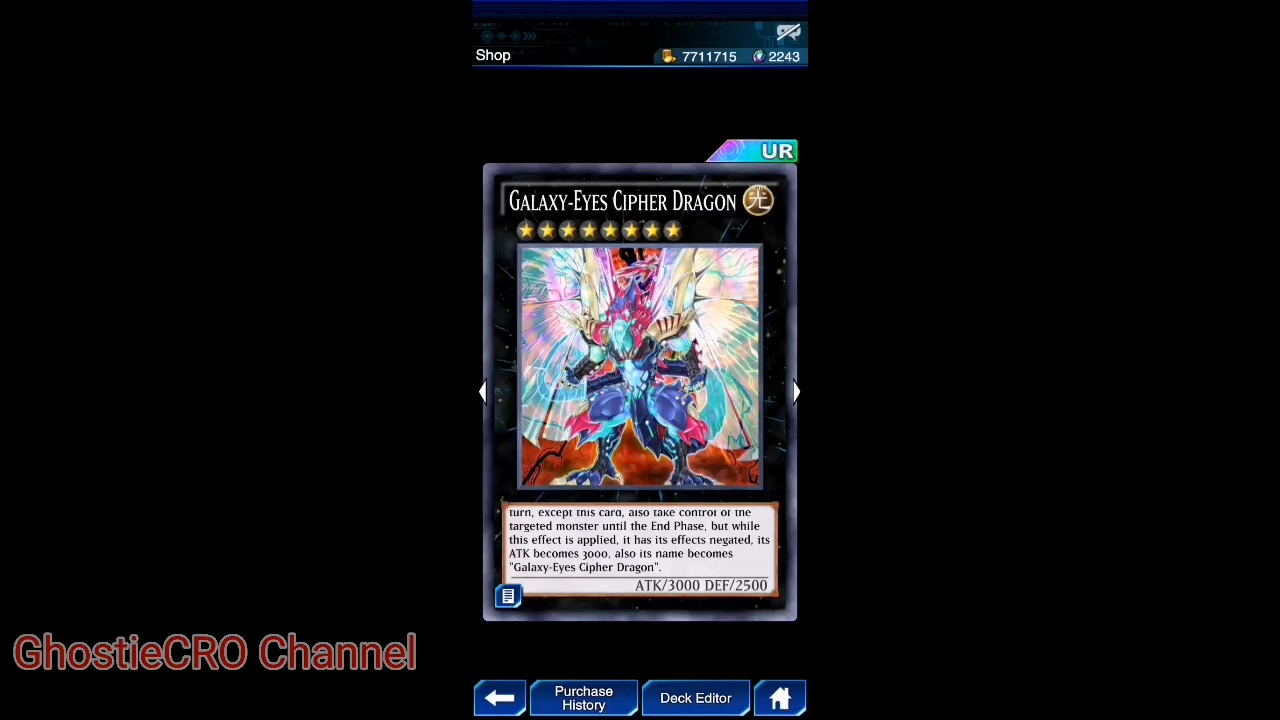 Shop
7711715
2243
UR
GALAXY-EYES CIPHER DRAGON
光
turn, except this card, also take control of the
targeted monster until the End Phase, but while
this effect is applied, it has its effects negated, its
ATK becomes 3000, also its name becomes
"Galaxy-Eyes Cipher Dragon".
ATK/3000 DEF/2500
GhostieCRO Channel
Purchase
History
Deck Editor